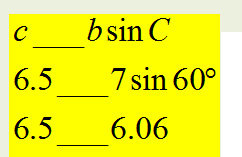 c ___ b sin C
6.5 ___ 7 sin 60°
6.5 ___ 6.06